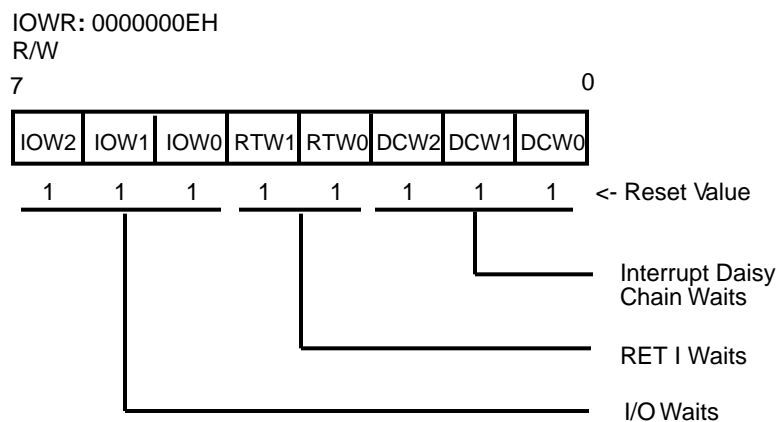 IOWR: 0000000EH
R/W
7 0
IOW2 IOW1 IOW0 RTW1 RTW0 DCW2 DCW1 DCW0
1 1 1 1 1 1 1 1 <- Reset Value
Interrupt Daisy
Chain Waits
RET I Waits
I/O Waits